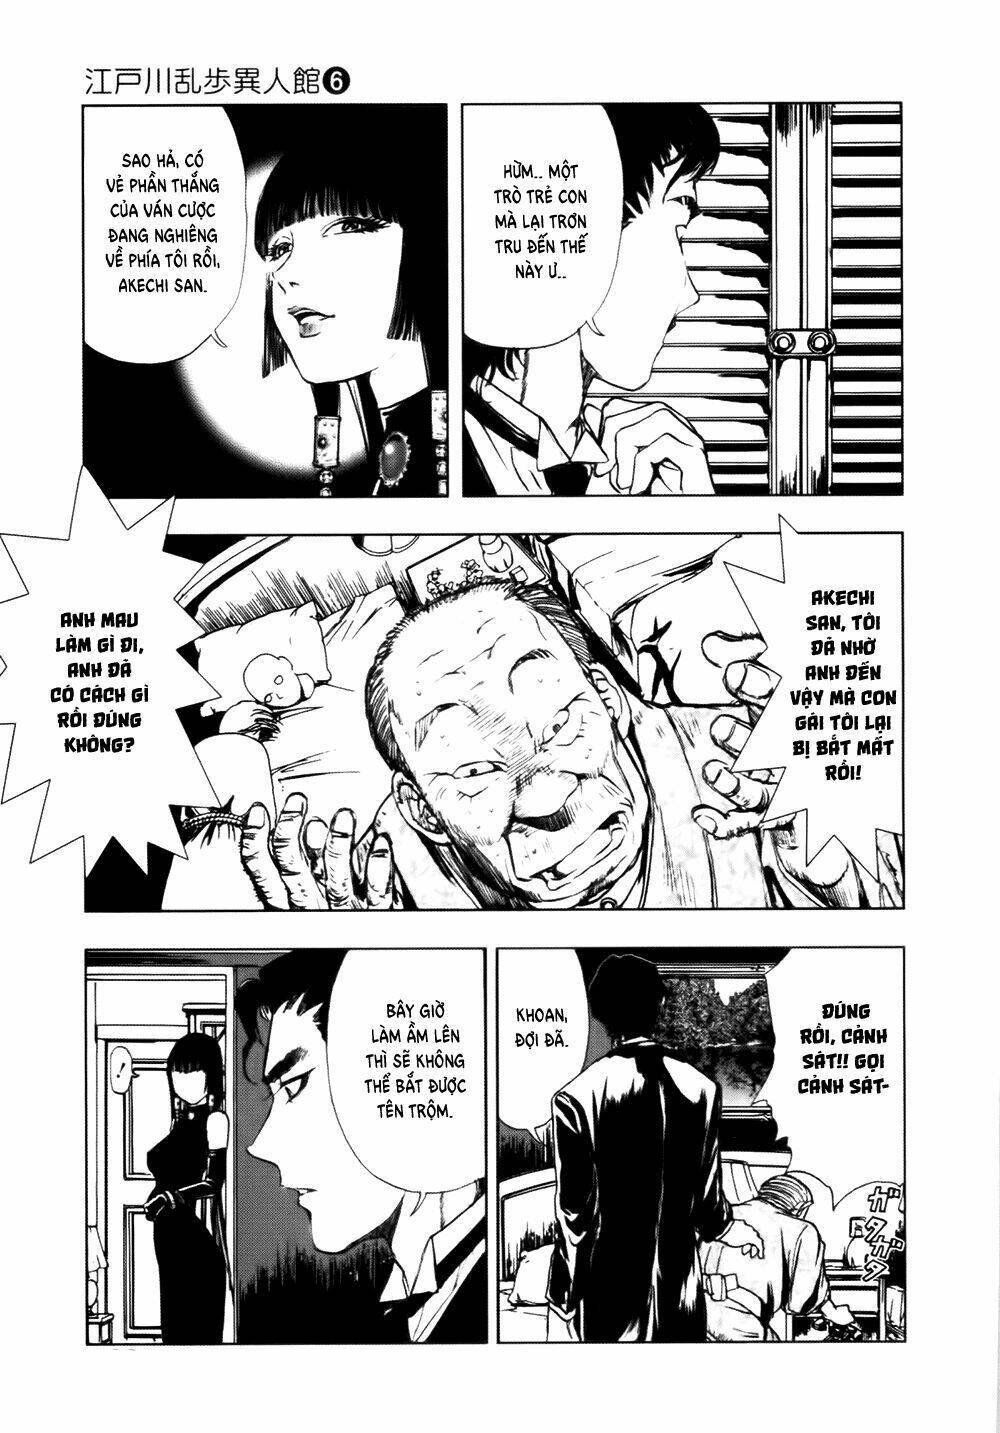 江戸川乱歩異人館❻
HỪM.. MỘT
TRÒ TRẺ CON
MÀ LẠI TRƠN
TRU ĐẾN THẾ
NÀY Ư..
SAO HẢ, CÓ
VẺ PHẦN THẮNG
CỦA VÁN CƯỢC
ĐANG NGHIÊNG
VỀ PHÍA TÔI RỒI,
AKECHI SAN.
AKECHI
SAN, TÔI
ĐÃ NHỜ
ANH ĐẾN
VẬY MÀ CON
GÁI TÔI LẠI
BỊ BẮT MẤT
RỒI!
ANH MAU
LÀM GÌ ĐI,
ANH ĐÃ
CÓ CÁCH GÌ
RỒI ĐÚNG
KHÔNG?
ĐÚNG
RỒI, CẢNH
SÁT!! GỌI
CẢNH SÁT-
ガタガタ
KHOAN,
ĐỢI ĐÃ.
BÂY GIỜ
LÀM ẦM LÊN
THÌ SẼ KHÔNG
THỂ BẮT ĐƯỢC
TÊN TRỘM.
!